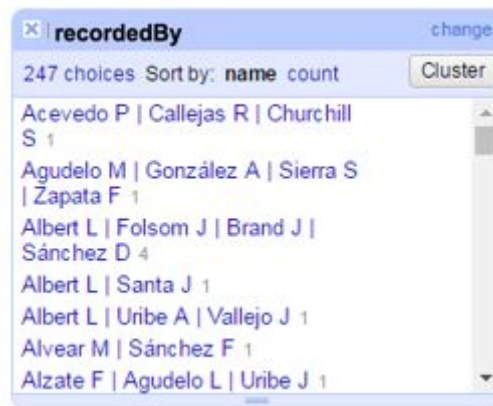 recordedBy change
247 choices Sort by: name count Cluster
Acevedo P | Callejas R | Churchill
S 1
Agudelo M | González A | Sierra S
| Zapata F 1
Albert L | Folsom J | Brand J |
Sánchez D 4
Albert L | Santa J 1
Albert L | Uribe A | Vallejo J 1
Alvear M | Sánchez F 1
Alzate F | Agudelo L | Uribe J 1